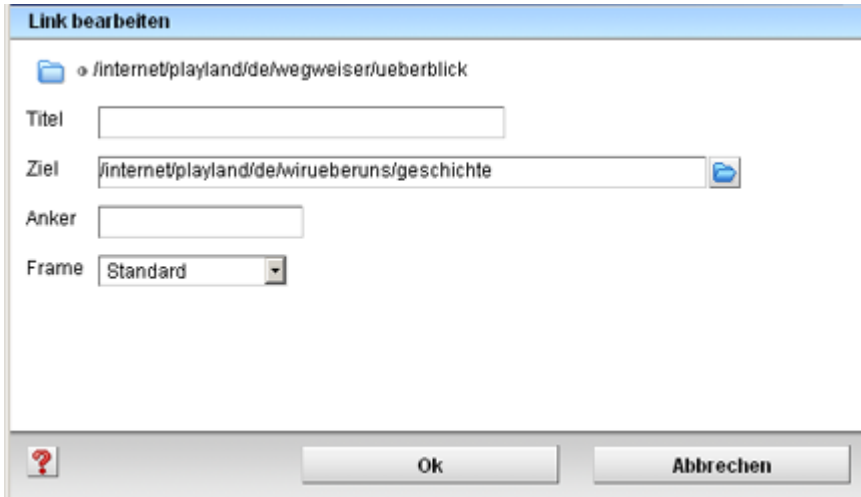 Link bearbeiten
/internet/playland/de/wegweiser/ueberblick
Titel
Ziel /internet/playland/de/wirueberuns/geschichte
Anker
Frame Standard
? Ok Abbrechen